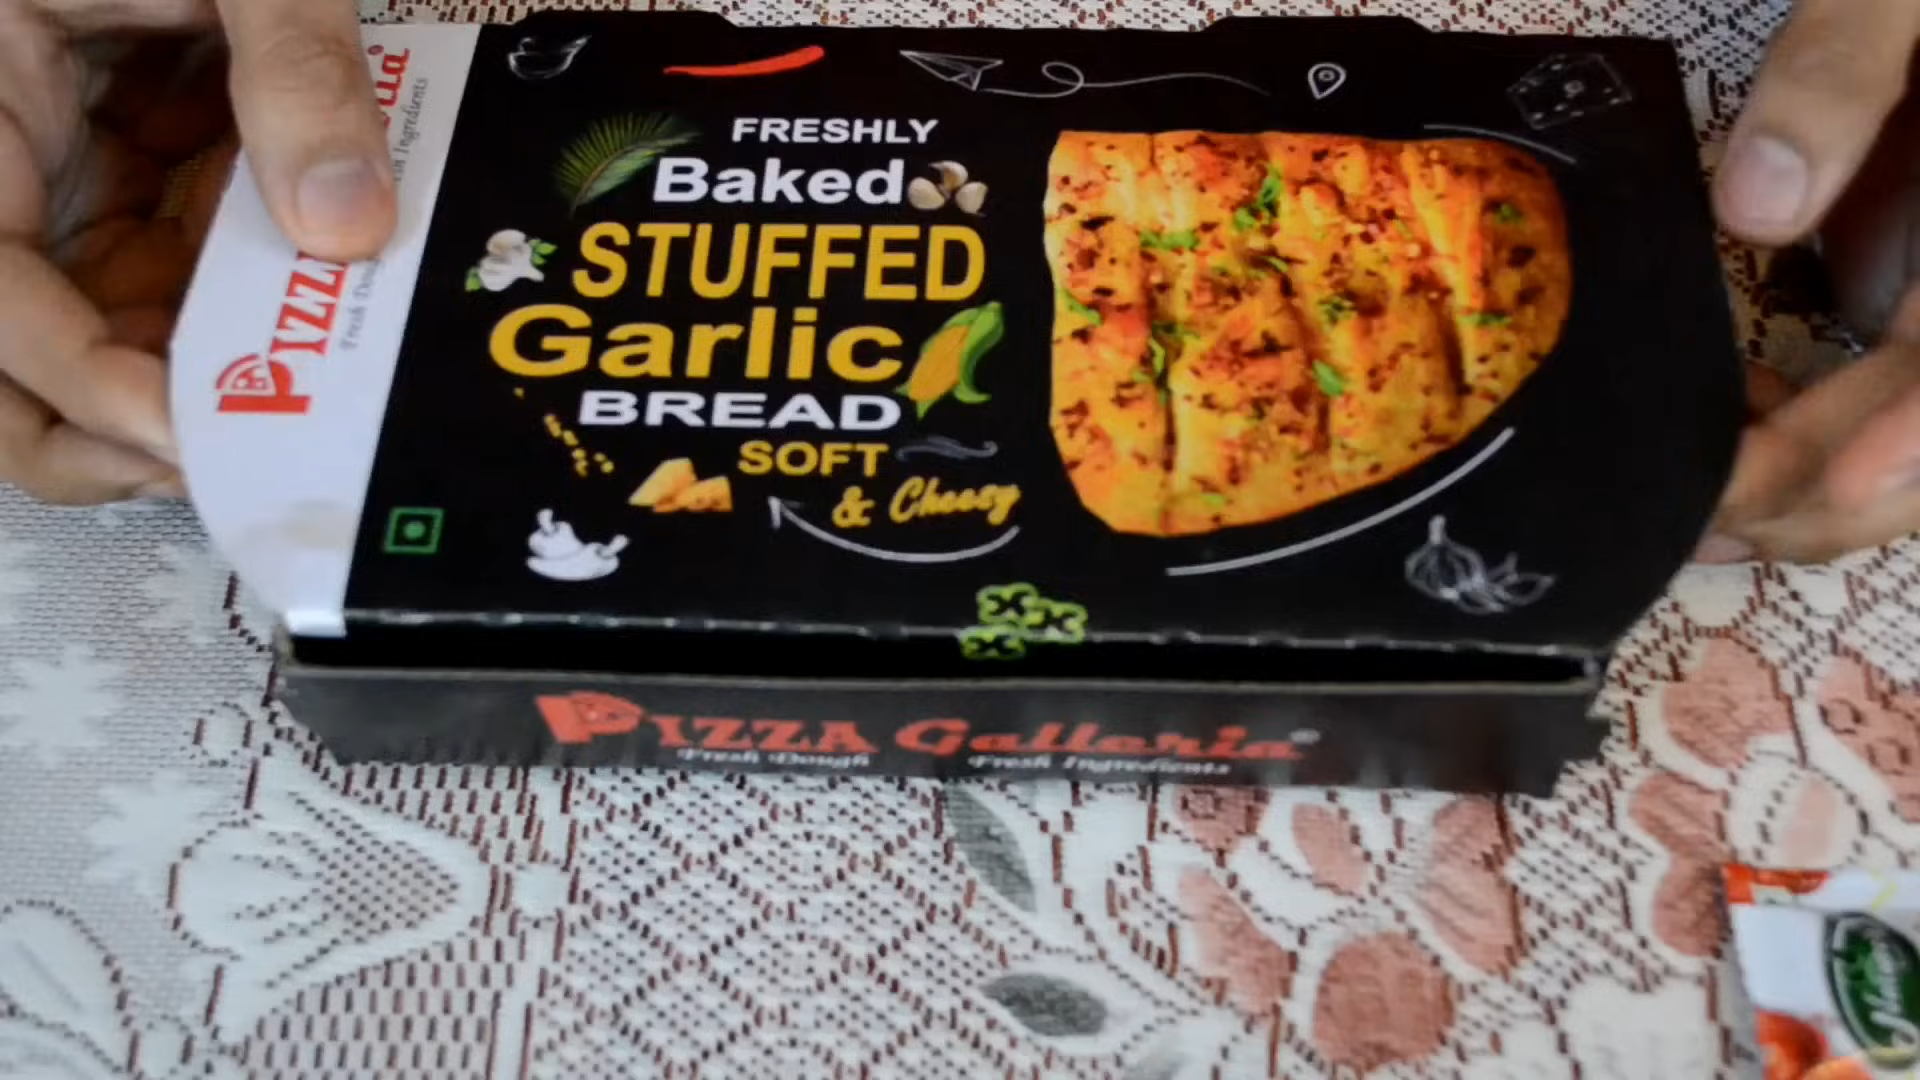 FRESHLY
Baked
STUFFED
Garlic
BREAD
SOFT
& Cheesy
PIZZA Galleria®
Fresh Dough Fresh Ingredients